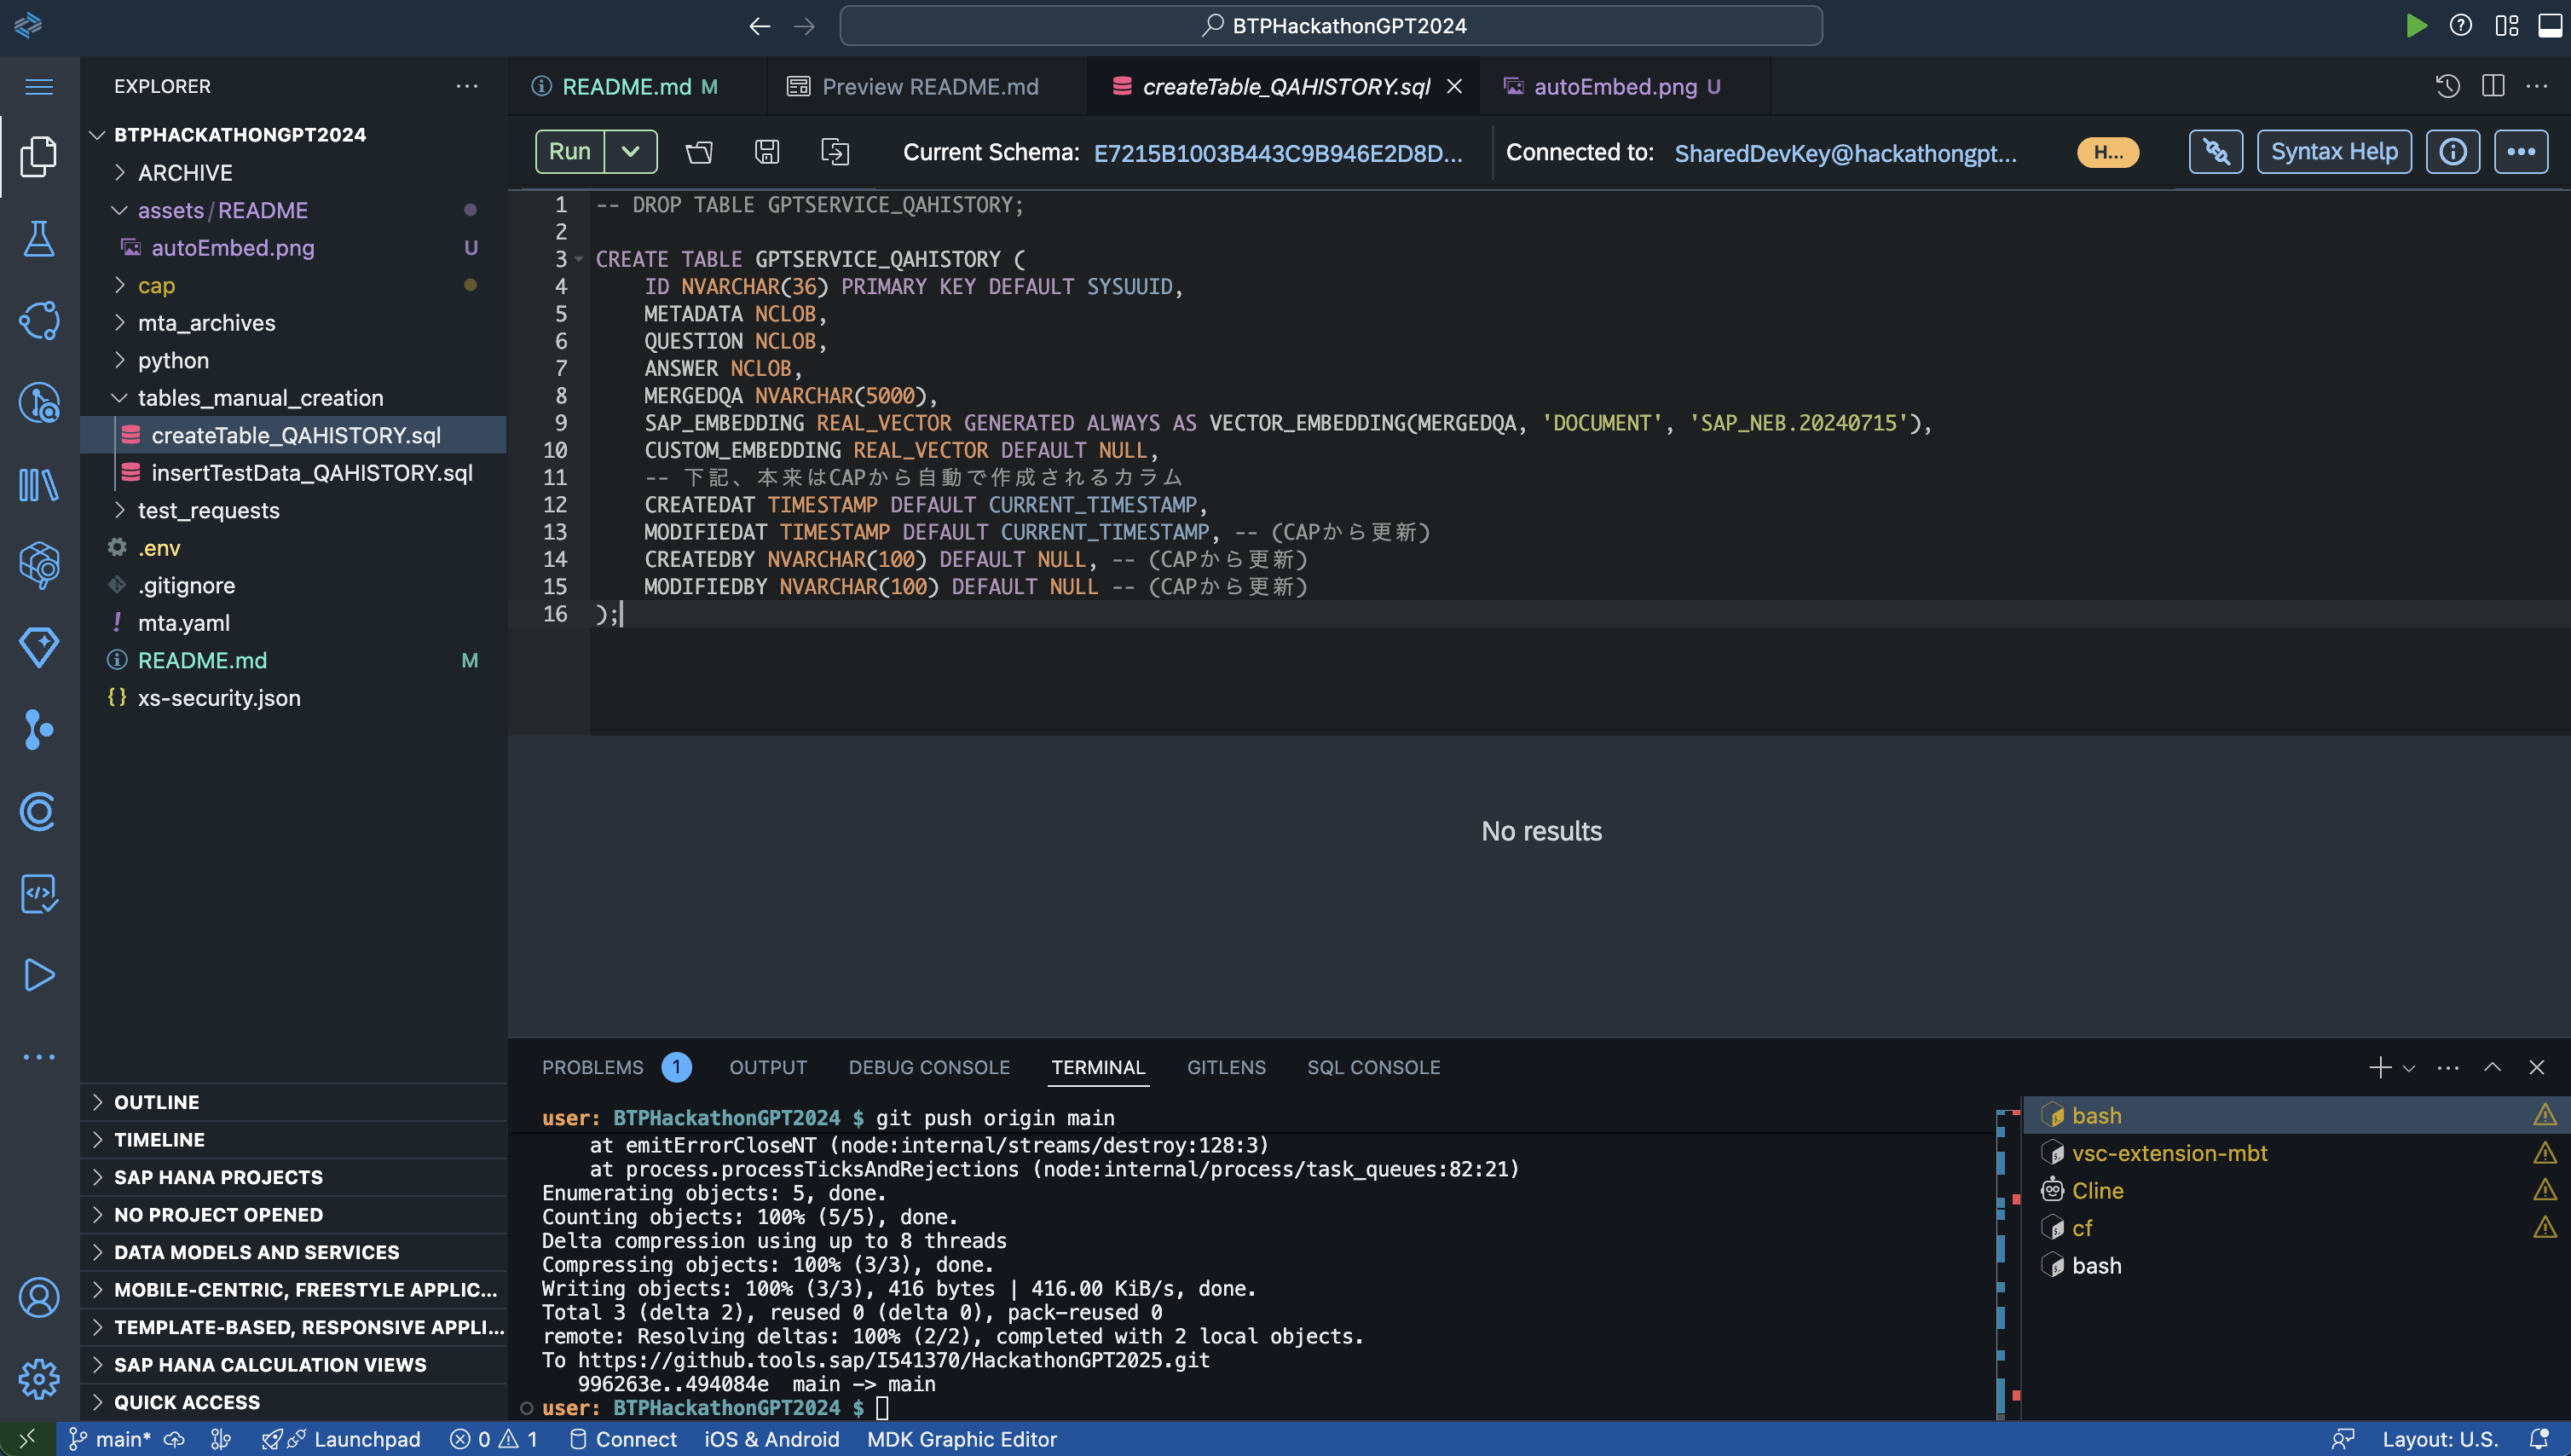 BTPHackathonGPT2024
EXPLORER
BTPHACKATHONGPT2024
ARCHIVE
assets/README
autoEmbed.png U
cap
mta_archives
python
tables_manual_creation
createTable_QAHISTORY.sql
insertTestData_QAHISTORY.sql
test_requests
.env
.gitignore
mta.yaml
README.md M
xs-security.json
OUTLINE
TIMELINE
SAP HANA PROJECTS
NO PROJECT OPENED
DATA MODELS AND SERVICES
MOBILE-CENTRIC, FREESTYLE APPLIC...
TEMPLATE-BASED, RESPONSIVE APPLI...
SAP HANA CALCULATION VIEWS
QUICK ACCESS
README.md M
Preview README.md
createTable_QAHISTORY.sql
autoEmbed.png U
Run
Current Schema: E7215B1003B443C9B946E2D8D...
Connected to: SharedDevKey@hackathongpt...
H...
Syntax Help
1 -- DROP TABLE GPTSERVICE_QAHISTORY;
2
3 CREATE TABLE GPTSERVICE_QAHISTORY (
4 ID NVARCHAR(36) PRIMARY KEY DEFAULT SYSUUID,
5 METADATA NCLOB,
6 QUESTION NCLOB,
7 ANSWER NCLOB,
8 MERGEDQA NVARCHAR(5000),
9 SAP_EMBEDDING REAL_VECTOR GENERATED ALWAYS AS VECTOR_EMBEDDING(MERGEDQA, 'DOCUMENT', 'SAP_NEB.20240715'),
10 CUSTOM_EMBEDDING REAL_VECTOR DEFAULT NULL,
11 -- 下記、本来はCAPから自動で作成されるカラム
12 CREATEDAT TIMESTAMP DEFAULT CURRENT_TIMESTAMP,
13 MODIFIEDAT TIMESTAMP DEFAULT CURRENT_TIMESTAMP, -- (CAPから更新)
14 CREATEDBY NVARCHAR(100) DEFAULT NULL, -- (CAPから更新)
15 MODIFIEDBY NVARCHAR(100) DEFAULT NULL -- (CAPから更新)
16 );
No results
PROBLEMS 1 OUTPUT DEBUG CONSOLE TERMINAL GITLENS SQL CONSOLE
user: BTPHackathonGPT2024 $ git push origin main
at emitErrorCloseNT (node:internal/streams/destroy:128:3)
at process.processTicksAndRejections (node:internal/process/task_queues:82:21)
Enumerating objects: 5, done.
Counting objects: 100% (5/5), done.
Delta compression using up to 8 threads
Compressing objects: 100% (3/3), done.
Writing objects: 100% (3/3), 416 bytes | 416.00 KiB/s, done.
Total 3 (delta 2), reused 0 (delta 0), pack-reused 0
remote: Resolving deltas: 100% (2/2), completed with 2 local objects.
To https://github.tools.sap/I541370/HackathonGPT2025.git
996263e..494084e main -> main
user: BTPHackathonGPT2024 $
bash
vsc-extension-mbt
Cline
cf
bash
main* Launchpad 0 1 Connect iOS & Android MDK Graphic Editor Layout: U.S.